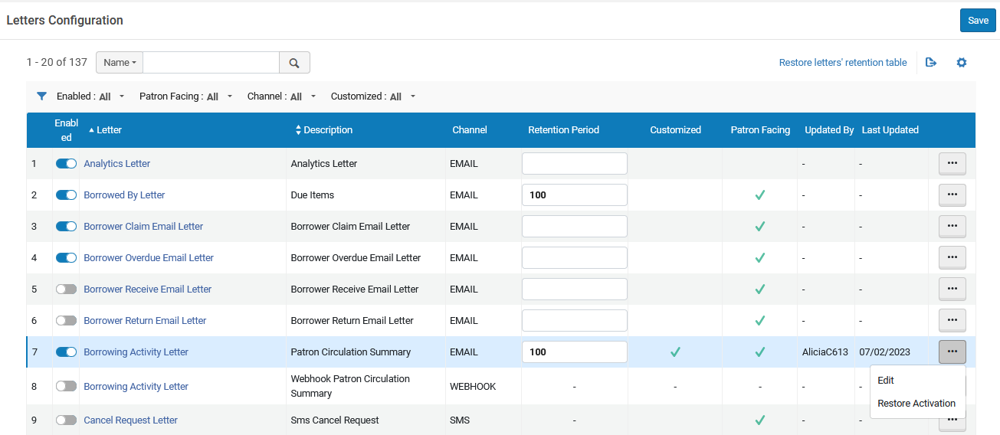 Letters Configuration
Save
1 - 20 of 137 Name
Restore letters' retention table
Enabled : All Patron Facing : All Channel : All Customized : All
Enabl
ed Letter Description Channel Retention Period Customized Patron Facing Updated By Last Updated
1 Analytics Letter Analytics Letter EMAIL - -
2 Borrowed By Letter Due Items EMAIL 100 - -
3 Borrower Claim Email Letter Borrower Claim Email Letter EMAIL - -
4 Borrower Overdue Email Letter Borrower Overdue Email Letter EMAIL - -
5 Borrower Receive Email Letter Borrower Receive Email Letter EMAIL - -
6 Borrower Return Email Letter Borrower Return Email Letter EMAIL - -
7 Borrowing Activity Letter Patron Circulation Summary EMAIL 100 AliciaC613 07/02/2023
8 Borrowing Activity Letter Webhook Patron Circulation
Summary WEBHOOK - - - - -
Edit
Restore Activation
9 Cancel Request Letter Sms Cancel Request SMS - - -